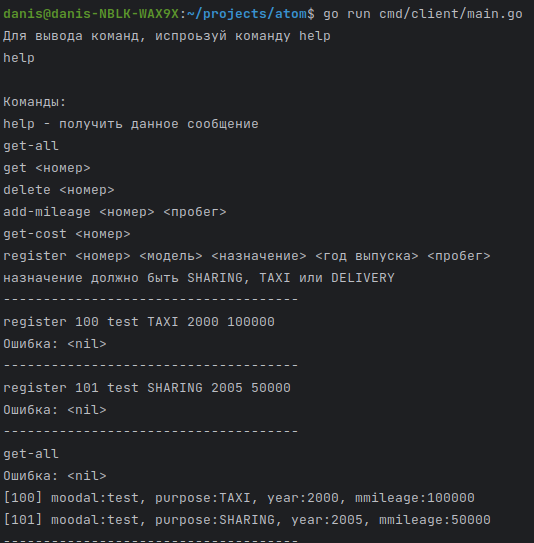 danis@danis-NBLK-WAX9X:~/projects/atom$ go run cmd/client/main.go
Для вывода команд, испроьзуй команду help
help
Команды:
help - получить данное сообщение
get-all
get <номер>
delete <номер>
add-mileage <номер> <пробег>
get-cost <номер>
register <номер> <модель> <назначение> <год выпуска> <пробег>
назначение должно быть SHARING, TAXI или DELIVERY
-------------------------------------
register 100 test TAXI 2000 100000
Ошибка: <nil>
-------------------------------------
register 101 test SHARING 2005 50000
Ошибка: <nil>
-------------------------------------
get-all
Ошибка: <nil>
[100] moodal:test, purpose:TAXI, year:2000, mmileage:100000
[101] moodal:test, purpose:SHARING, year:2005, mmileage:50000
-------------------------------------